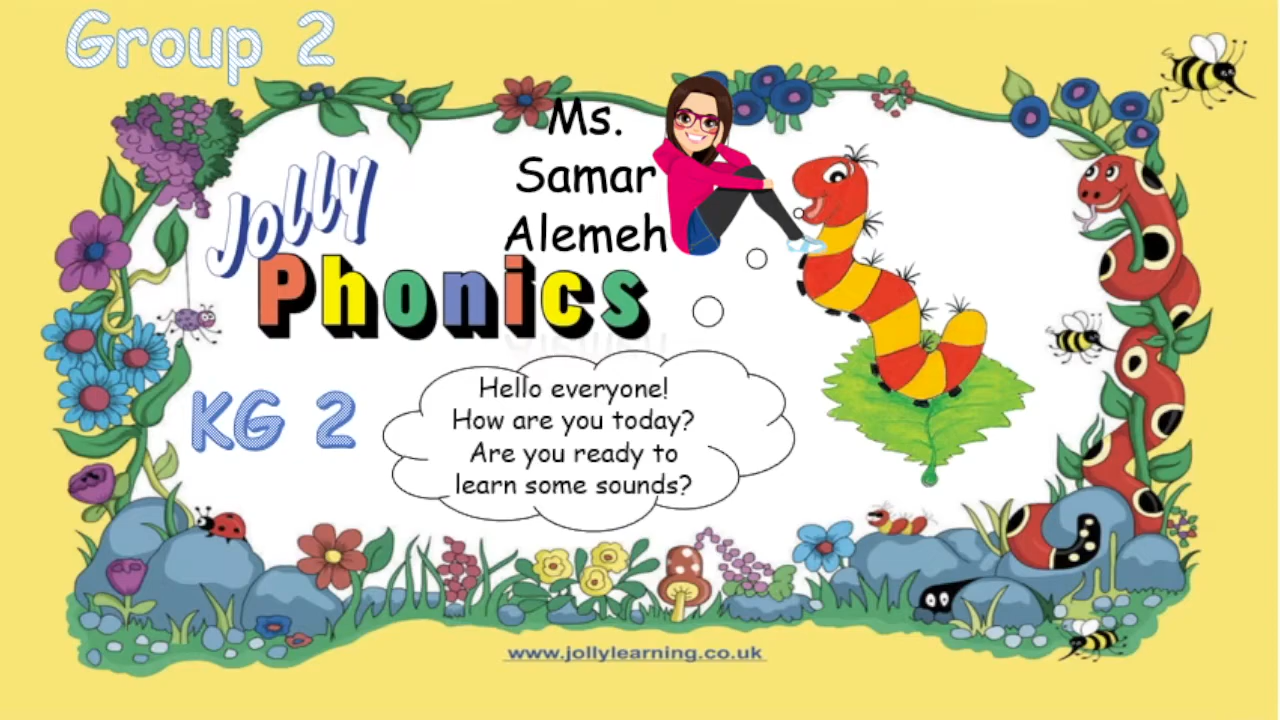 Group 2
Ms.
Samar
Alemeh
Jolly
Phonics
KG 2
Hello everyone!
How are you today?
Are you ready to
learn some sounds?
www.jollylearning.co.uk